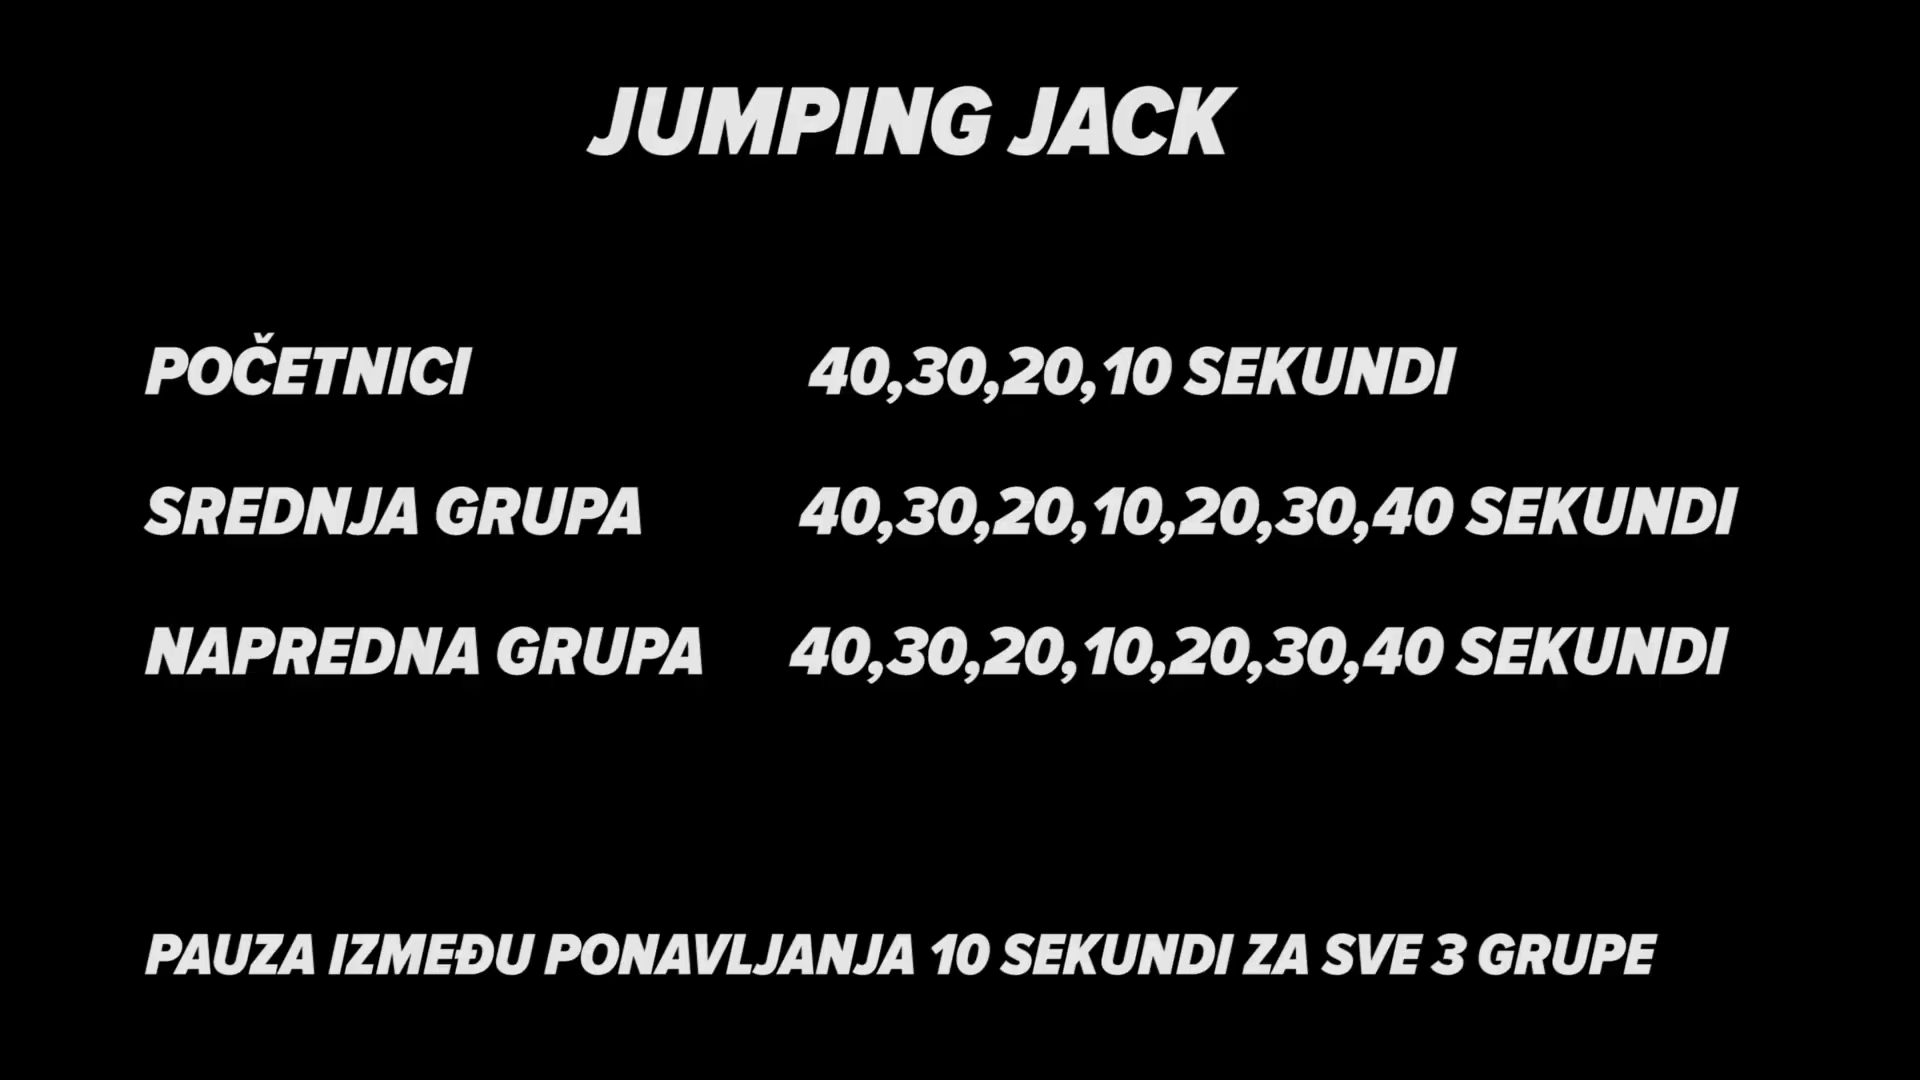 JUMPING JACK
POČETNICI 40,30,20,10 SEKUNDI
SREDNJA GRUPA 40,30,20,10,20,30,40 SEKUNDI
NAPREDNA GRUPA 40,30,20,10,20,30,40 SEKUNDI
PAUZA IZMEĐU PONAVLJANJA 10 SEKUNDI ZA SVE 3 GRUPE